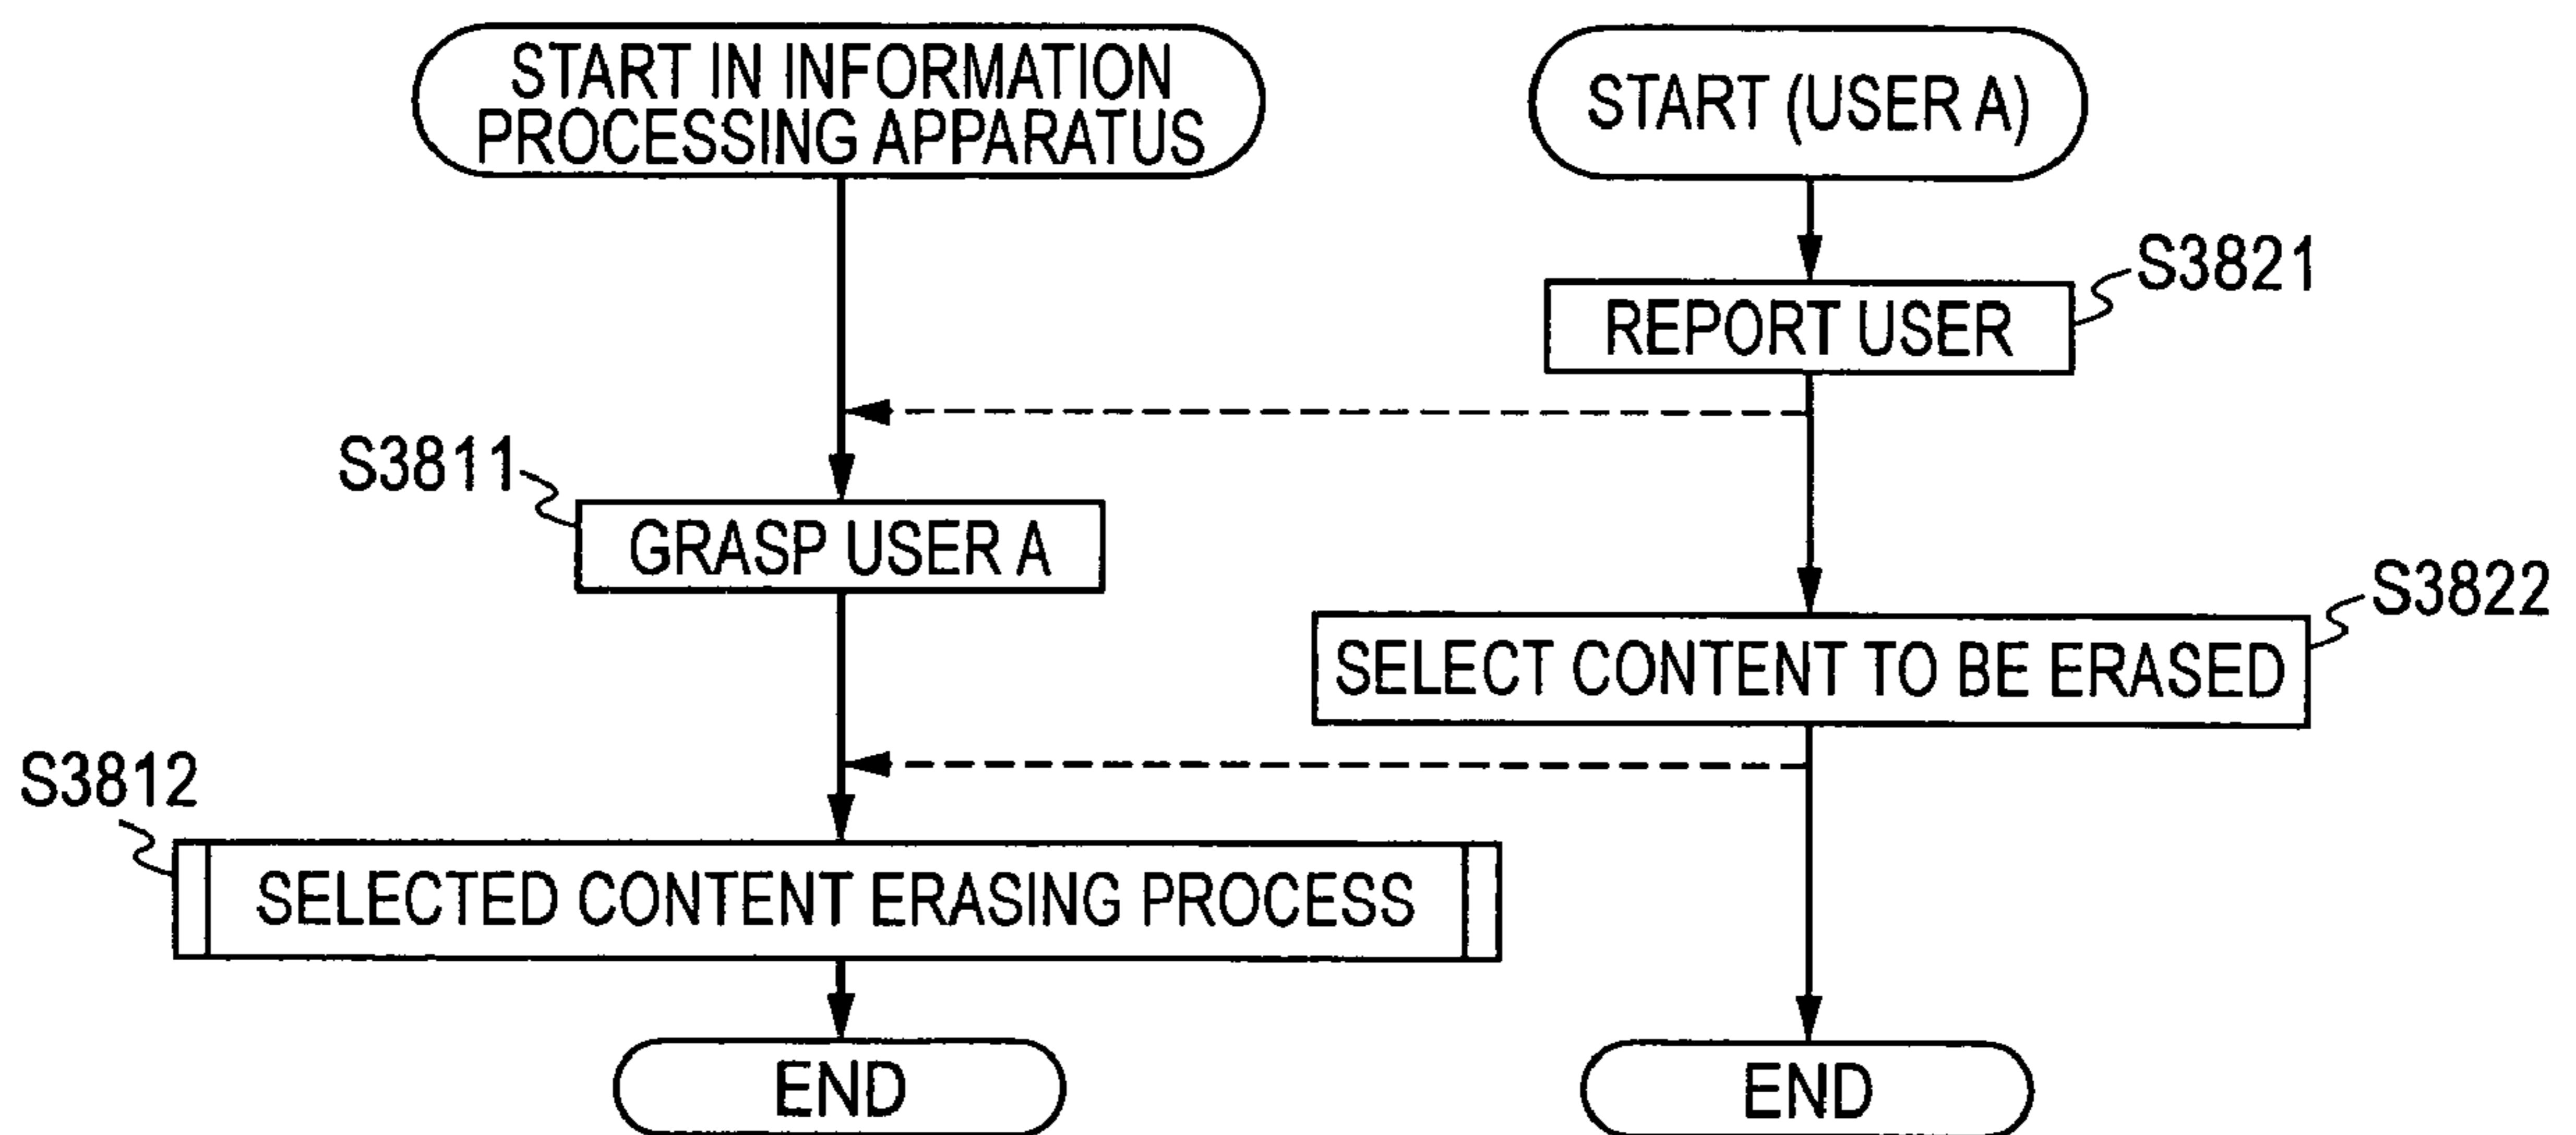 START IN INFORMATION
PROCESSING APPARATUS
START (USER A)
S3821
REPORT USER
S3811
GRASP USER A
S3822
SELECT CONTENT TO BE ERASED
S3812
SELECTED CONTENT ERASING PROCESS
END
END